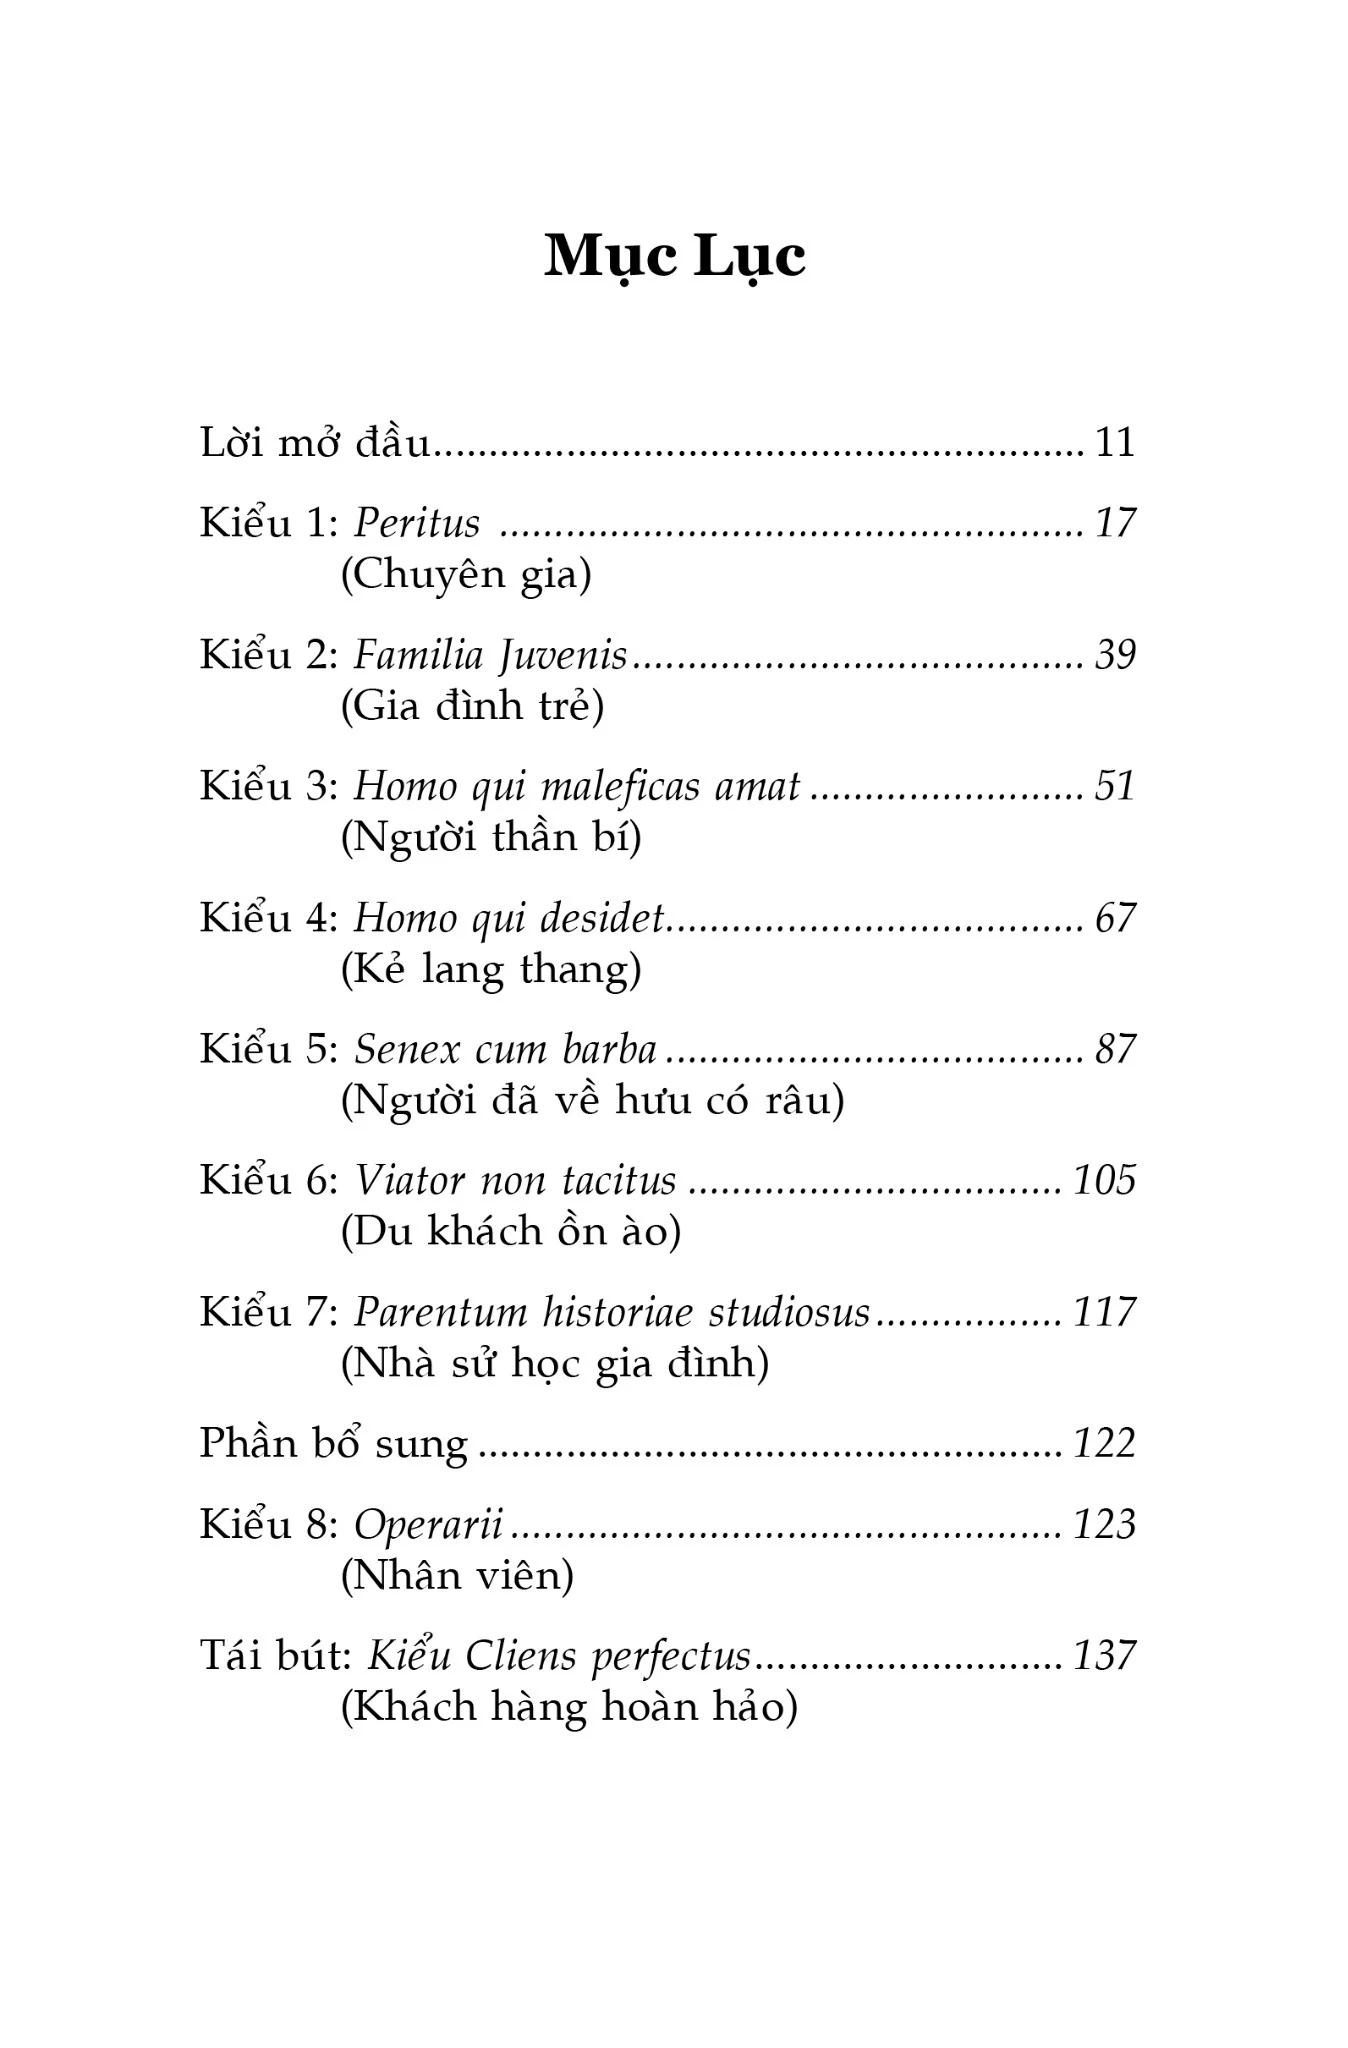 Mục Lục
Lời mở đầu........................................................... 11
Kiểu 1: Peritus ..................................................... 17
(Chuyên gia)
Kiểu 2: Familia Juvenis......................................... 39
(Gia đình trẻ)
Kiểu 3: Homo qui maleficas amat ......................... 51
(Người thần bí)
Kiểu 4: Homo qui desidet...................................... 67
(Kẻ lang thang)
Kiểu 5: Senex cum barba ...................................... 87
(Người đã về hưu có râu)
Kiểu 6: Viator non tacitus .................................. 105
(Du khách ồn ào)
Kiểu 7: Parentum historiae studiosus................. 117
(Nhà sử học gia đình)
Phần bổ sung ..................................................... 122
Kiểu 8: Operarii .................................................. 123
(Nhân viên)
Tái bút: Kiểu Cliens perfectus............................ 137
(Khách hàng hoàn hảo)